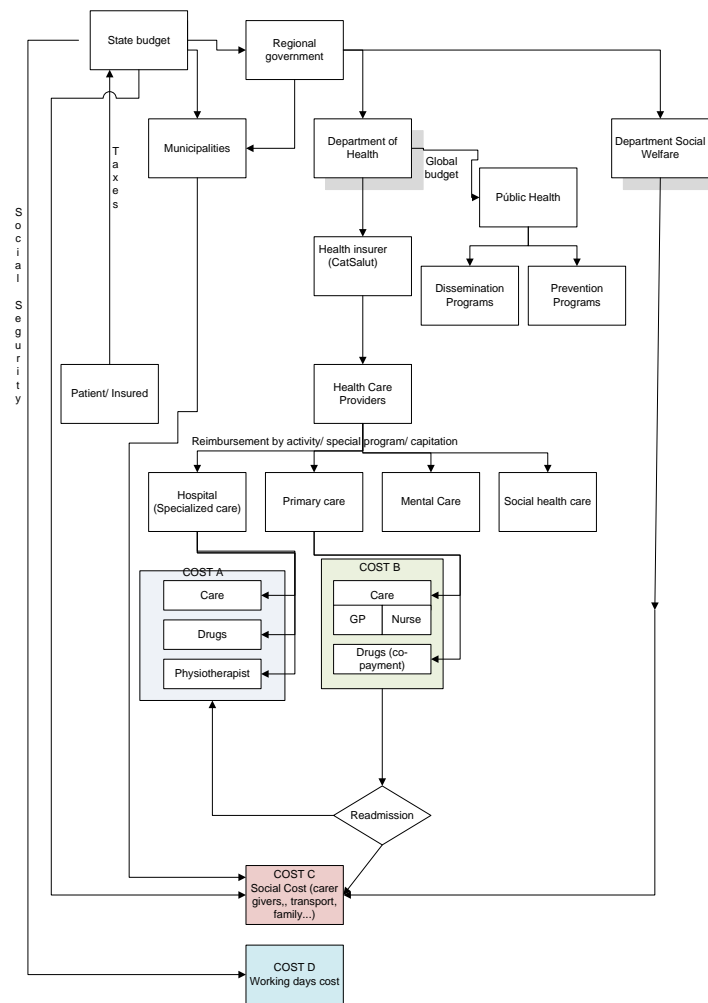 State budget
Regional
government
Municipalities
Department of
Health
Department Social
Welfare
Global
budget
Taxes
Públic Health
Social Segurity
Health insurer
(CatSalut)
Dissemination
Programs
Prevention
Programs
Patient/ Insured
Health Care
Providers
Reimbursement by activity/ special program/ capitation
Hospital
(Specialized care)
Primary care
Mental Care
Social health care
COST A
Care
Drugs
Physiotherapist
COST B
Care
GP
Nurse
Drugs (co-
payment)
Readmission
COST C
Social Cost (carer
givers,, transport,
family...)
COST D
Working days cost